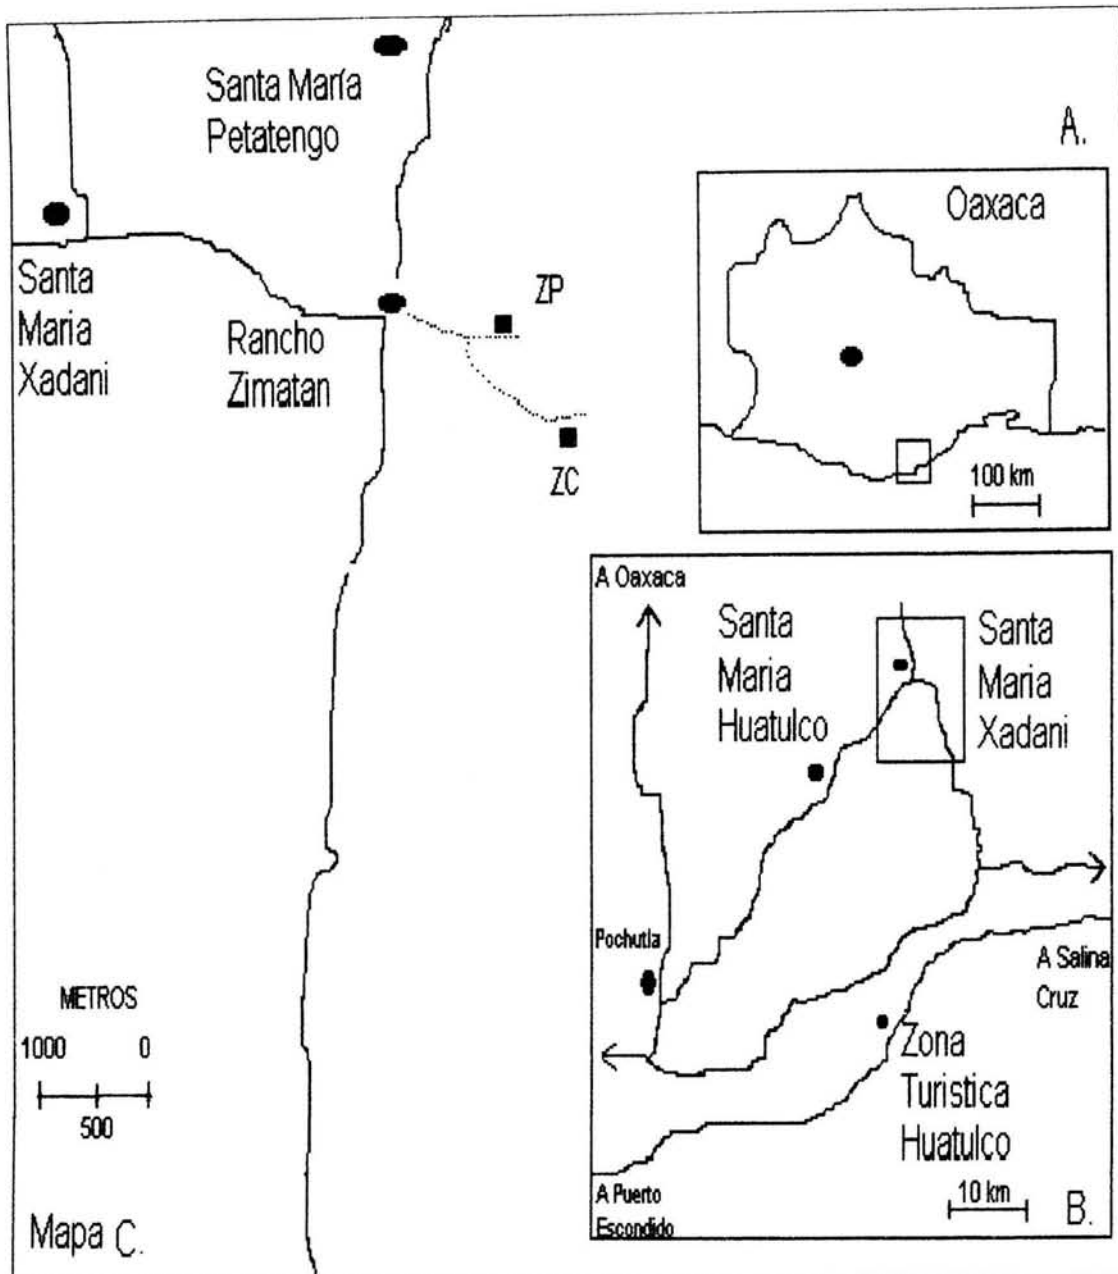 Santa María
Petatengo
A.
Oaxaca
100 km
Santa
Maria
Xadani
Rancho
Zimatan
ZP
ZC
A Oaxaca
Santa
Maria
Huatulco
Santa
Maria
Xadani
Pochutla
A Salina
Cruz
Zona
Turistica
Huatulco
A Puerto
Escondido
10 km
B.
METROS
1000 0
500
Mapa C.